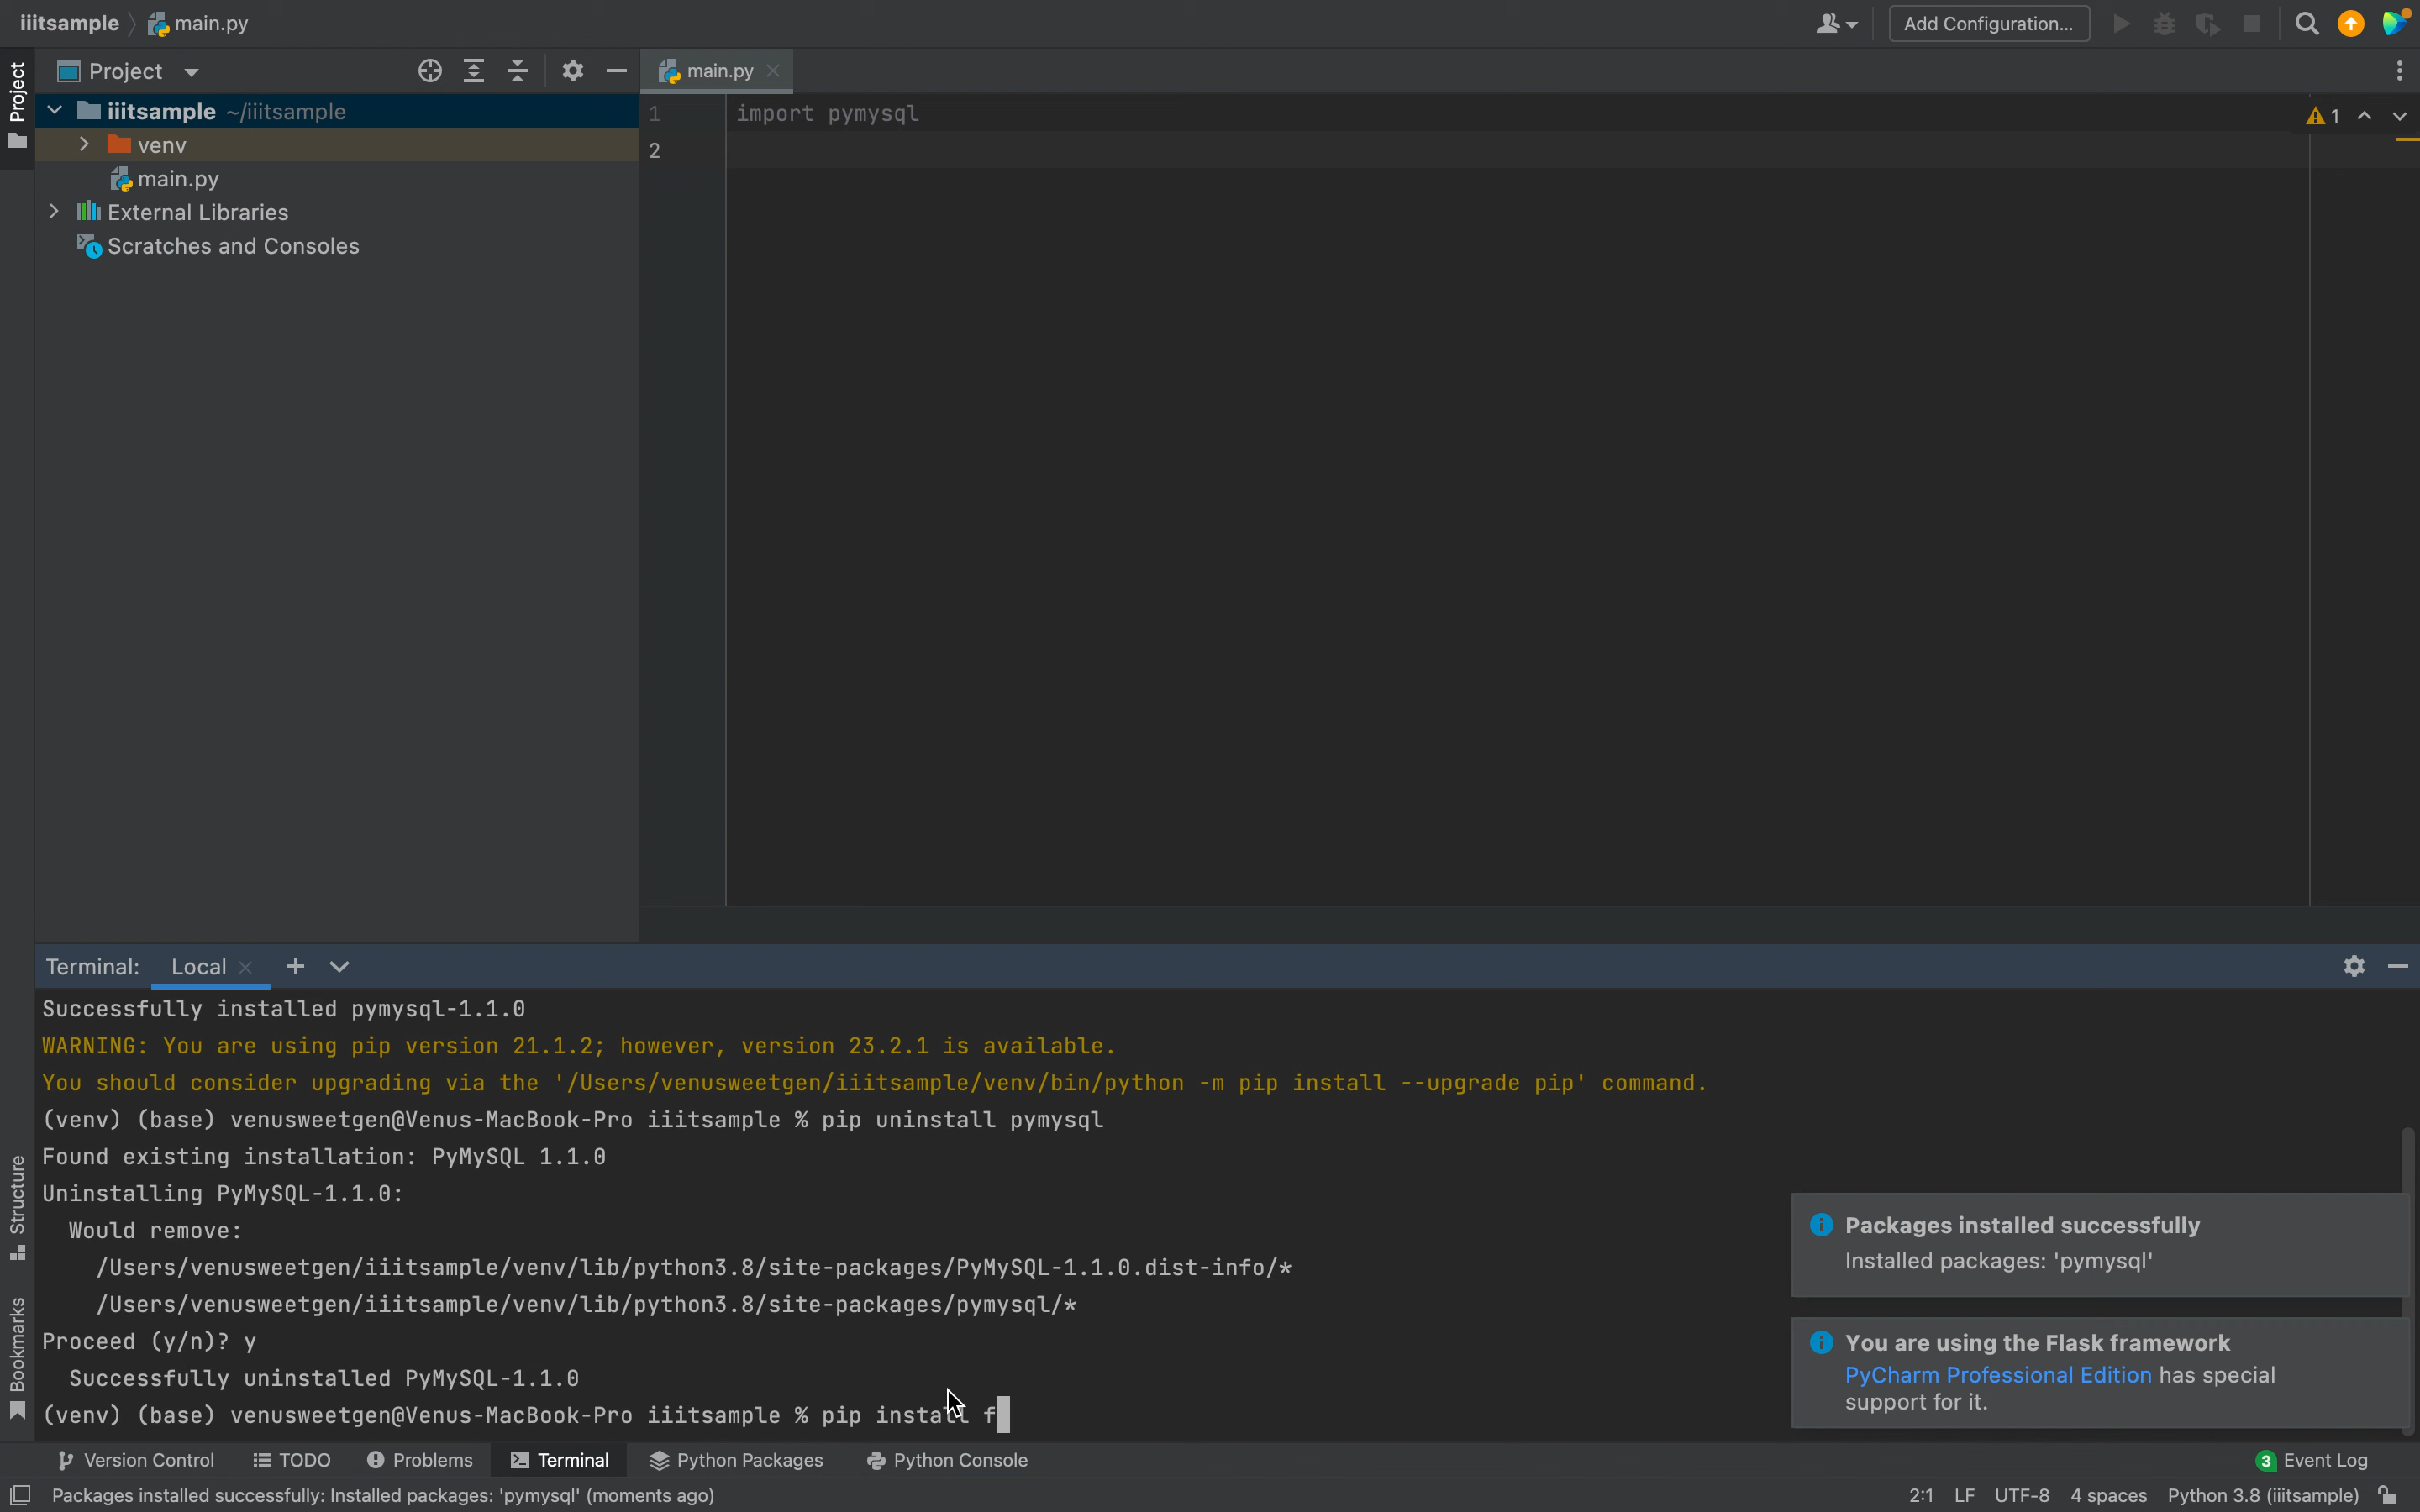 iiitsample main.py
Add Configuration...
Project
Project
main.py
iiitsample ~/iiitsample
venv
main.py
External Libraries
Scratches and Consoles
1 import pymysql
2
1
Terminal: Local
Successfully installed pymysql-1.1.0
WARNING: You are using pip version 21.1.2; however, version 23.2.1 is available.
You should consider upgrading via the '/Users/venusweetgen/iiitsample/venv/bin/python -m pip install --upgrade pip' command.
(venv) (base) venusweetgen@Venus-MacBook-Pro iiitsample % pip uninstall pymysql
Found existing installation: PyMySQL 1.1.0
Uninstalling PyMySQL-1.1.0:
Would remove:
/Users/venusweetgen/iiitsample/venv/lib/python3.8/site-packages/PyMySQL-1.1.0.dist-info/*
/Users/venusweetgen/iiitsample/venv/lib/python3.8/site-packages/pymysql/*
Proceed (y/n)? y
Successfully uninstalled PyMySQL-1.1.0
(venv) (base) venusweetgen@Venus-MacBook-Pro iiitsample % pip install f
Structure
Bookmarks
Packages installed successfully
Installed packages: 'pymysql'
You are using the Flask framework
PyCharm Professional Edition has special
support for it.
Version Control TODO Problems Terminal Python Packages Python Console
3 Event Log
Packages installed successfully: Installed packages: 'pymysql' (moments ago)
2:1 LF UTF-8 4 spaces Python 3.8 (iiitsample)